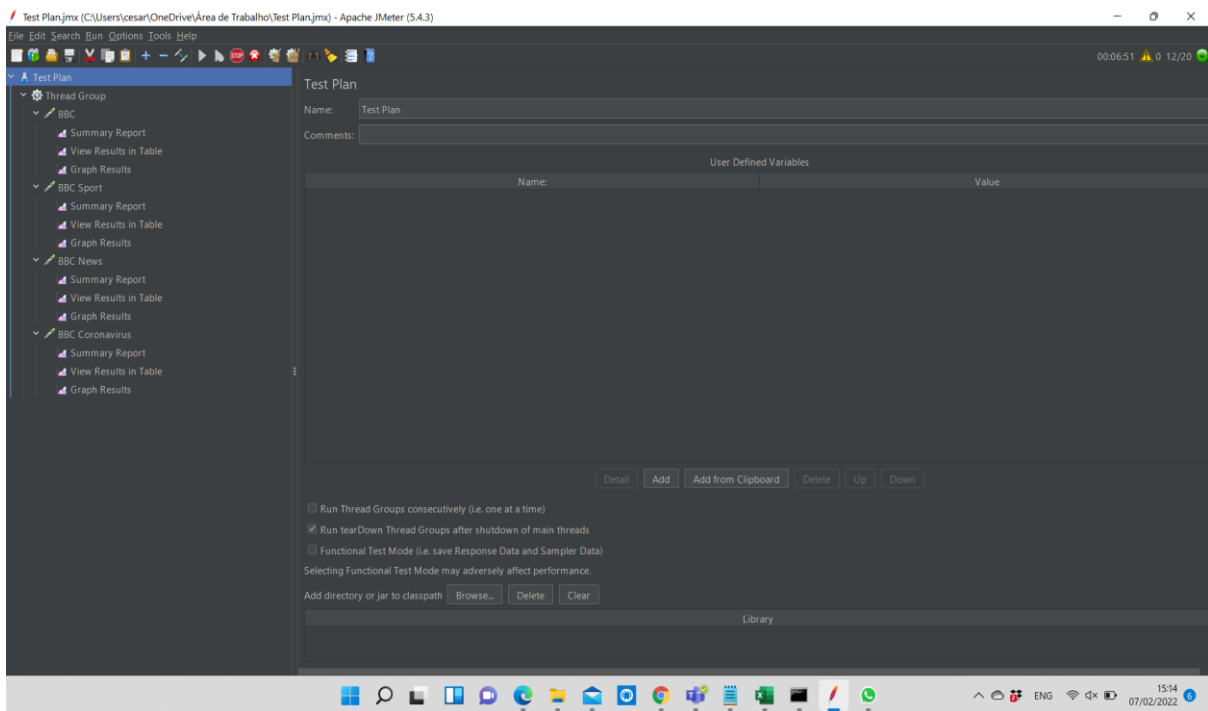 Test Plan.jmx (C:\Users\cesar\OneDrive\Área de Trabalho\Test Plan.jmx) - Apache JMeter (5.4.3)
File Edit Search Run Options Tools Help
STOP
00:06:51 0 12/20
Test Plan
Thread Group
BBC
Summary Report
View Results in Table
Graph Results
BBC Sport
Summary Report
View Results in Table
Graph Results
BBC News
Summary Report
View Results in Table
Graph Results
BBC Coronavirus
Summary Report
View Results in Table
Graph Results
Test Plan
Name: Test Plan
Comments:
User Defined Variables
Name: Value
Detail Add Add from Clipboard Delete Up Down
Run Thread Groups consecutively (i.e. one at a time)
Run tearDown Thread Groups after shutdown of main threads
Functional Test Mode (i.e. save Response Data and Sampler Data)
Selecting Functional Test Mode may adversely affect performance.
Add directory or jar to classpath Browse... Delete Clear
Library
ENG 15:14
07/02/2022 6